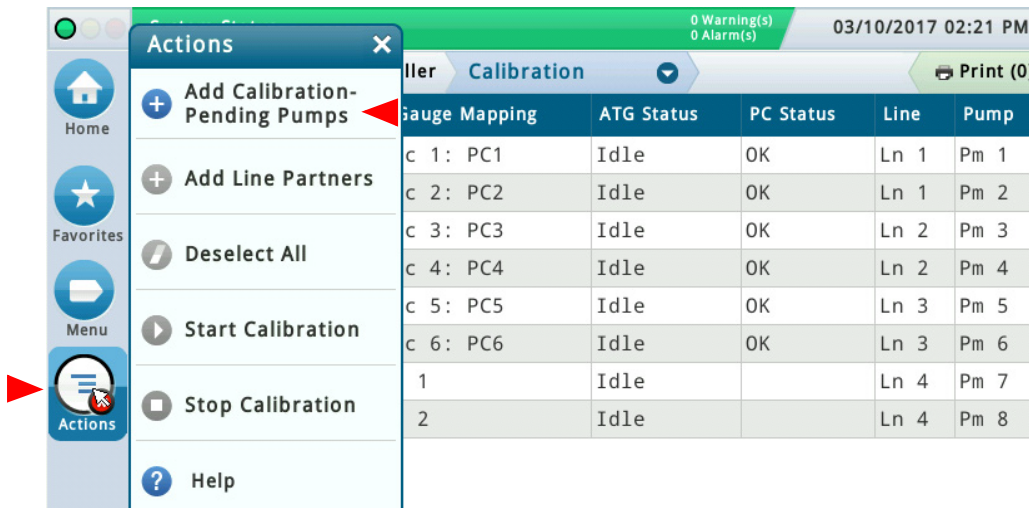 0 Warning(s)
0 Alarm(s)
03/10/2017 02:21 PM
Actions
Calibration
Print (0
Add Calibration-
Pending Pumps
Add Line Partners
Deselect All
Start Calibration
Stop Calibration
Help
Home
Favorites
Menu
Actions
Mapping ATG Status PC Status Line Pump
1: PC1 Idle OK Ln 1 Pm 1
2: PC2 Idle OK Ln 1 Pm 2
3: PC3 Idle OK Ln 2 Pm 3
4: PC4 Idle OK Ln 2 Pm 4
5: PC5 Idle OK Ln 3 Pm 5
6: PC6 Idle OK Ln 3 Pm 6
1 Idle Ln 4 Pm 7
2 Idle Ln 4 Pm 8